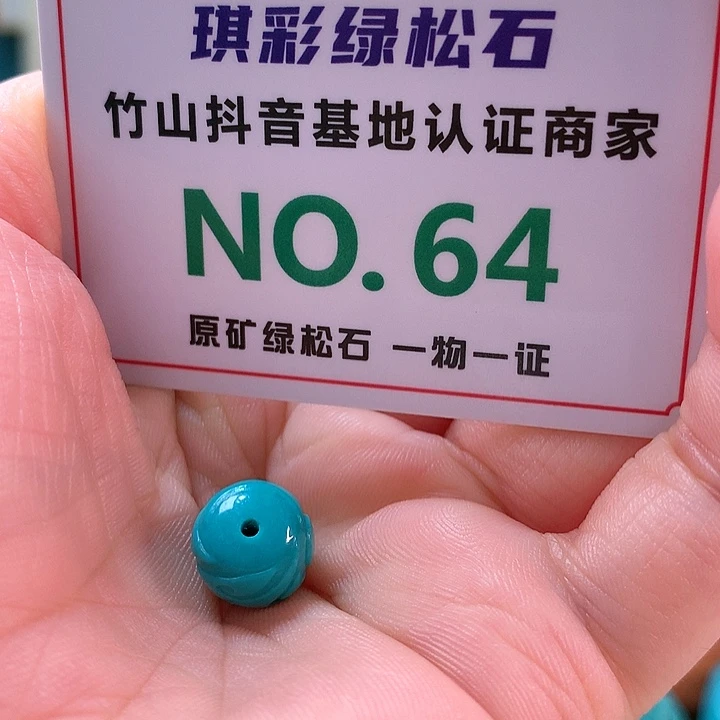 琪彩绿松石
竹山抖音基地认证商家
NO.64
原矿绿松石 一物一证